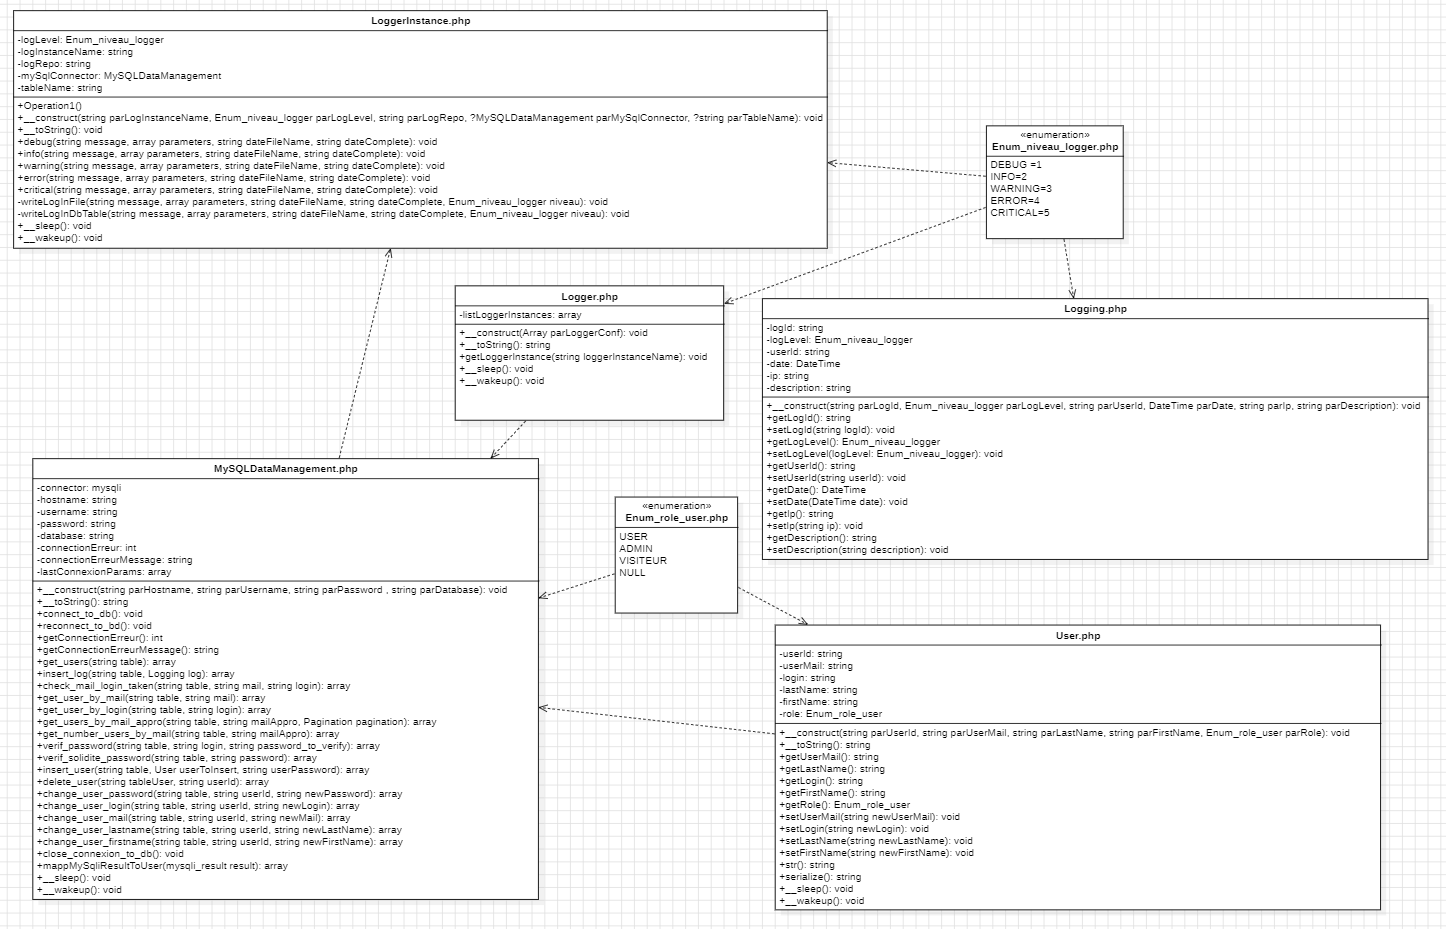 LoggerInstance.php
-logLevel: Enum_niveau_logger
-logInstanceName: string
-logRepo: string
-mySqlConnector: MySQLDataManagement
-tableName: string
+Operation1()
+__construct(string parLogInstanceName, Enum_niveau_logger parLogLevel, string parLogRepo, ?MySQLDataManagement parMySqlConnector, ?string parTableName): void
+__toString(): void
+debug(string message, array parameters, string dateFileName, string dateComplete): void
+info(string message, array parameters, string dateFileName, string dateComplete): void
+warning(string message, array parameters, string dateFileName, string dateComplete): void
+error(string message, array parameters, string dateFileName, string dateComplete): void
+critical(string message, array parameters, string dateFileName, string dateComplete): void
-writeLogInFile(string message, array parameters, string dateFileName, string dateComplete, Enum_niveau_logger niveau): void
-writeLogInDbTable(string message, array parameters, string dateFileName, string dateComplete, Enum_niveau_logger niveau): void
+__sleep(): void
+__wakeup(): void
«enumeration»
Enum_niveau_logger.php
DEBUG =1
INFO=2
WARNING=3
ERROR=4
CRITICAL=5
Logger.php
-listLoggerInstances: array
+__construct(Array parLoggerConf): void
+__toString(): string
+getLoggerInstance(string loggerInstanceName): void
+__sleep(): void
+__wakeup(): void
Logging.php
-logId: string
-logLevel: Enum_niveau_logger
-userId: string
-date: DateTime
-ip: string
-description: string
+__construct(string parLogId, Enum_niveau_logger parLogLevel, string parUserId, DateTime parDate, string parIp, string parDescription): void
+getLogId(): string
+setLogId(string logId): void
+getLogLevel(): Enum_niveau_logger
+setLogLevel(logLevel: Enum_niveau_logger): void
+getUserId(): string
+setUserId(string userId): void
+getDate(): DateTime
+setDate(DateTime date): void
+getIp(): string
+setIp(string ip): void
+getDescription(): string
+setDescription(string description): void
MySQLDataManagement.php
-connector: mysqli
-hostname: string
-username: string
-password: string
-database: string
-connectionErreur: int
-connectionErreurMessage: string
-lastConnexionParams: array
+__construct(string parHostname, string parUsername, string parPassword , string parDatabase): void
+__toString(): string
+connect_to_db(): void
+reconnect_to_bd(): void
+getConnectionErreur(): int
+getConnectionErreurMessage(): string
+get_users(string table): array
+insert_log(string table, Logging log): array
+check_mail_login_taken(string table, string mail, string login): array
+get_user_by_mail(string table, string mail): array
+get_user_by_login(string table, string login): array
+get_users_by_mail_appro(string table, string mailAppro, Pagination pagination): array
+get_number_users_by_mail(string table, string mailAppro): array
+verif_password(string table, string login, string password_to_verify): array
+verif_solidite_password(string table, string password): array
+insert_user(string table, User userToInsert, string userPassword): array
+delete_user(string tableUser, string userId): array
+change_user_password(string table, string userId, string newPassword): array
+change_user_login(string table, string userId, string newLogin): array
+change_user_mail(string table, string userId, string newMail): array
+change_user_lastname(string table, string userId, string newLastName): array
+change_user_firstname(string table, string userId, string newFirstName): array
+close_connexion_to_db(): void
+mappMySqliResultToUser(mysqli_result result): array
+__sleep(): void
+__wakeup(): void
«enumeration»
Enum_role_user.php
USER
ADMIN
VISITEUR
NULL
User.php
-userId: string
-userMail: string
-login: string
-lastName: string
-firstName: string
-role: Enum_role_user
+__construct(string parUserId, string parUserMail, string parLastName, string parFirstName, Enum_role_user parRole): void
+__toString(): string
+getUserMail(): string
+getLastName(): string
+getLogin(): string
+getFirstName(): string
+getRole(): Enum_role_user
+setUserMail(string newUserMail): void
+setLogin(string newLogin): void
+setLastName(string newLastName): void
+setFirstName(string newFirstName): void
+str(): string
+serialize(): string
+__sleep(): void
+__wakeup(): void